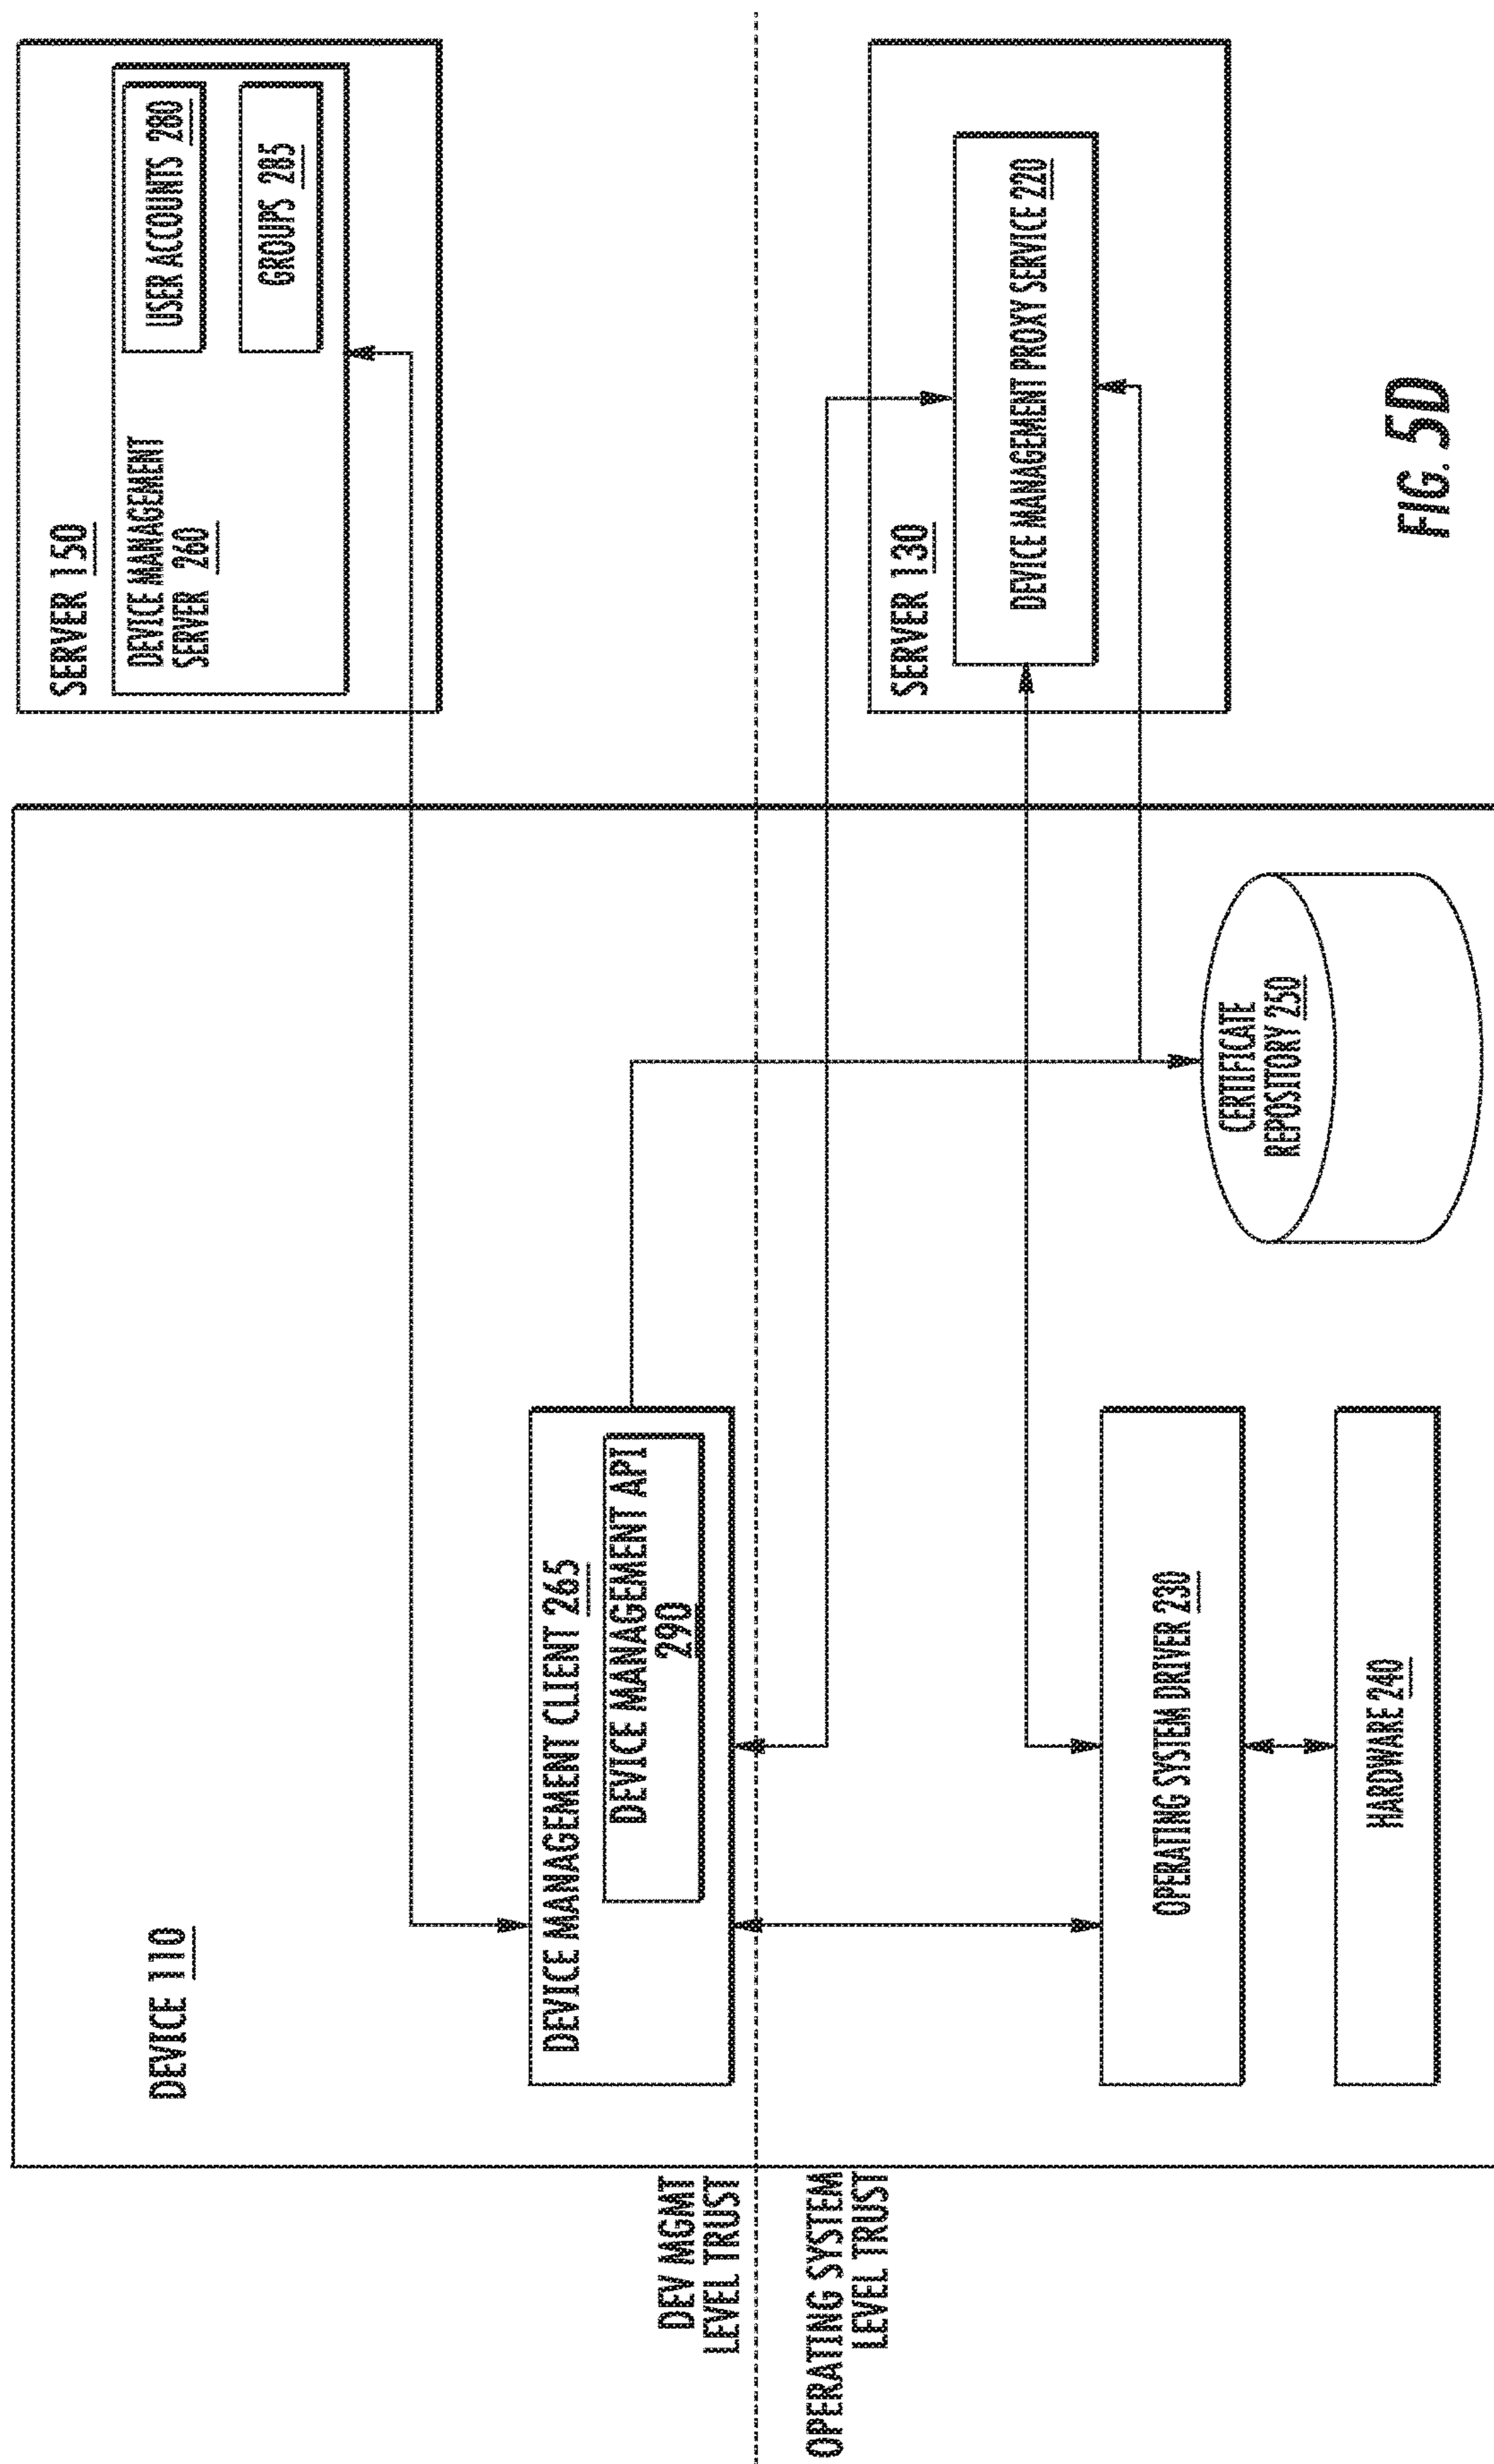 DEVICE 110
SERVER 150
DEVICE MANAGEMENT
SERVER 260
USER ACCOUNTS 280
GROUPS 285
DEVICE MANAGEMENT CLIENT 265
DEVICE MANAGEMENT API
290
DEV MGMT
LEVEL TRUST
OPERATING SYSTEM
LEVEL TRUST
SERVER 130
DEVICE MANAGEMENT PROXY SERVICE 220
OPERATING SYSTEM DRIVER 230
CERTIFICATE
REPOSITORY 250
HARDWARE 240
FIG. 5D